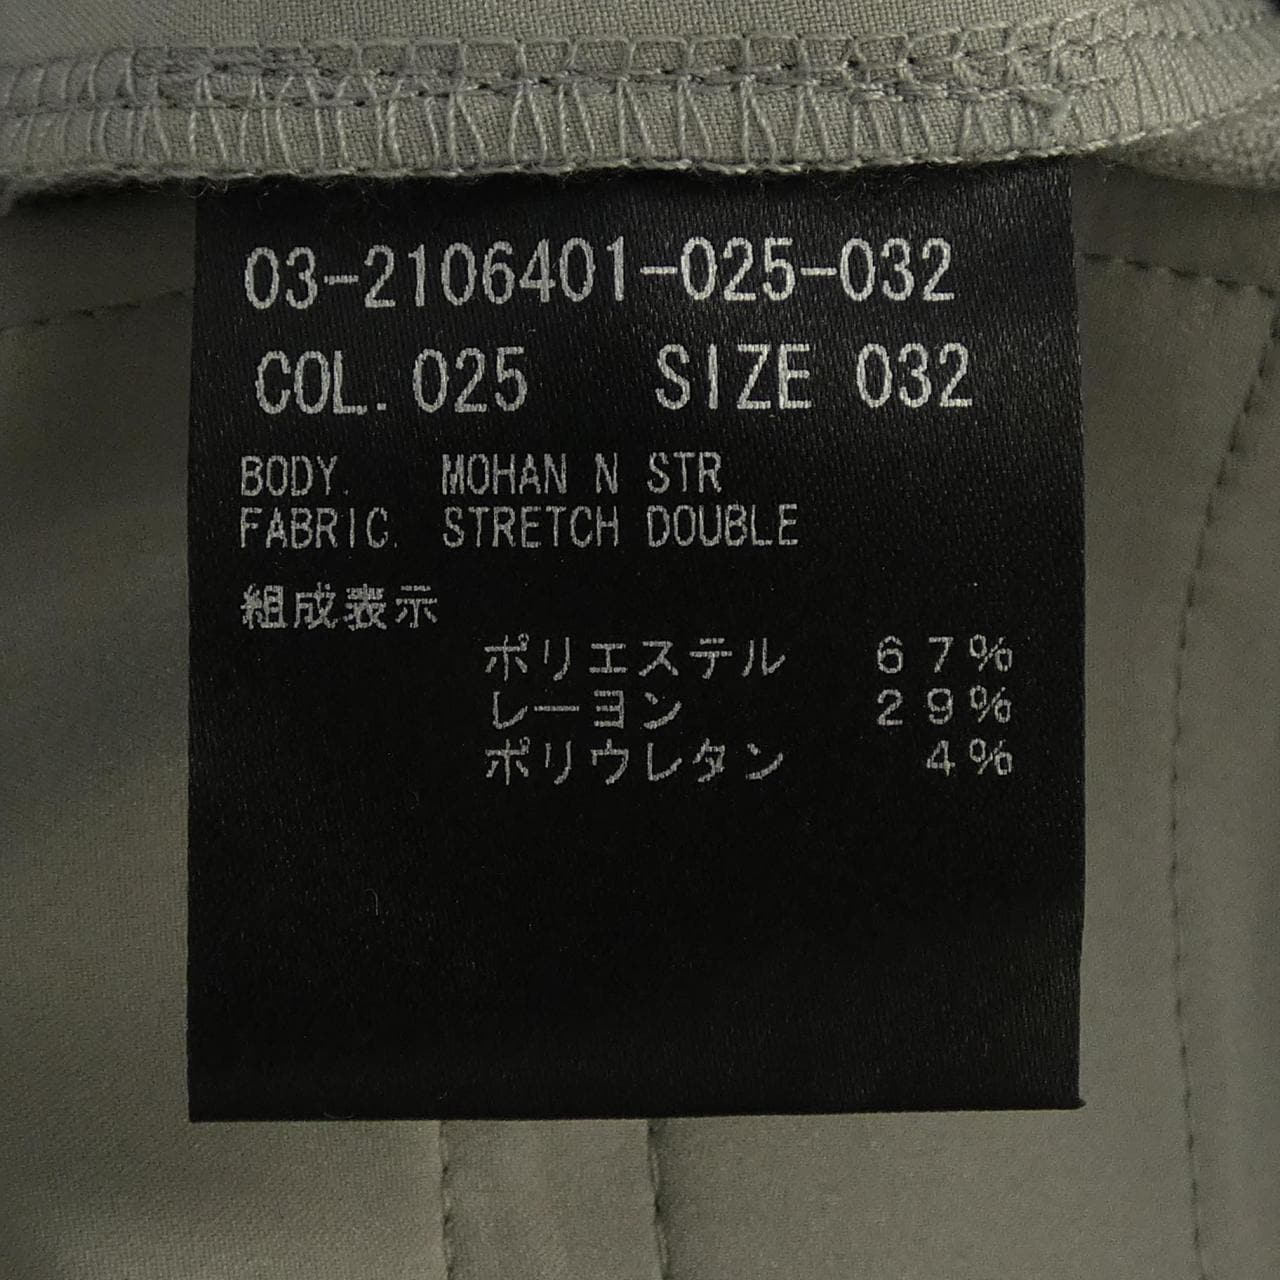 03-2106401-025-032
COL. 025 SIZE 032
BODY. MOHAN N STR
FABRIC. STRETCH DOUBLE
組成表示
ポリエステル 67%
レーヨン 29%
ポリウレタン 4%